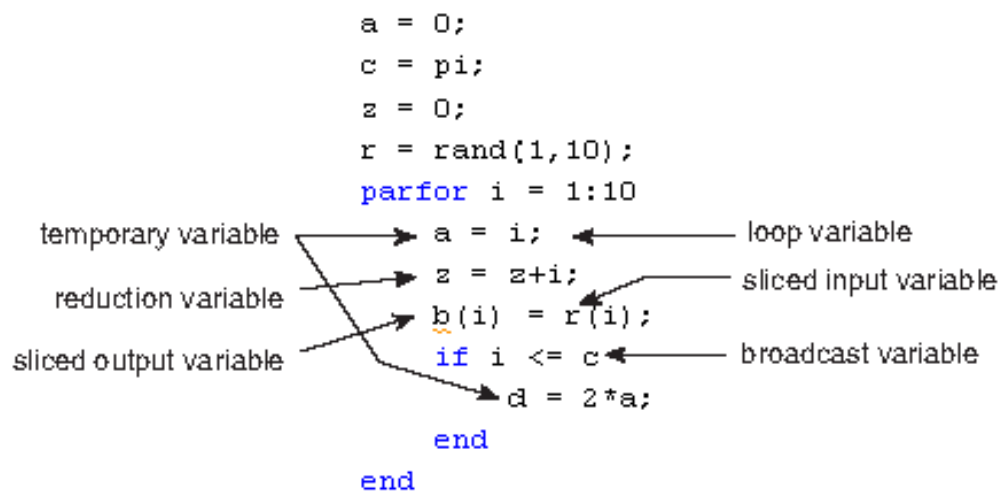 a = 0;
c = pi;
z = 0;
r = rand(1,10);
parfor i = 1:10
temporary variable
a = i;
loop variable
reduction variable
z = z+i;
sliced input variable
sliced output variable
b(i) = r(i);
if i <= c
broadcast variable
d = 2*a;
end
end